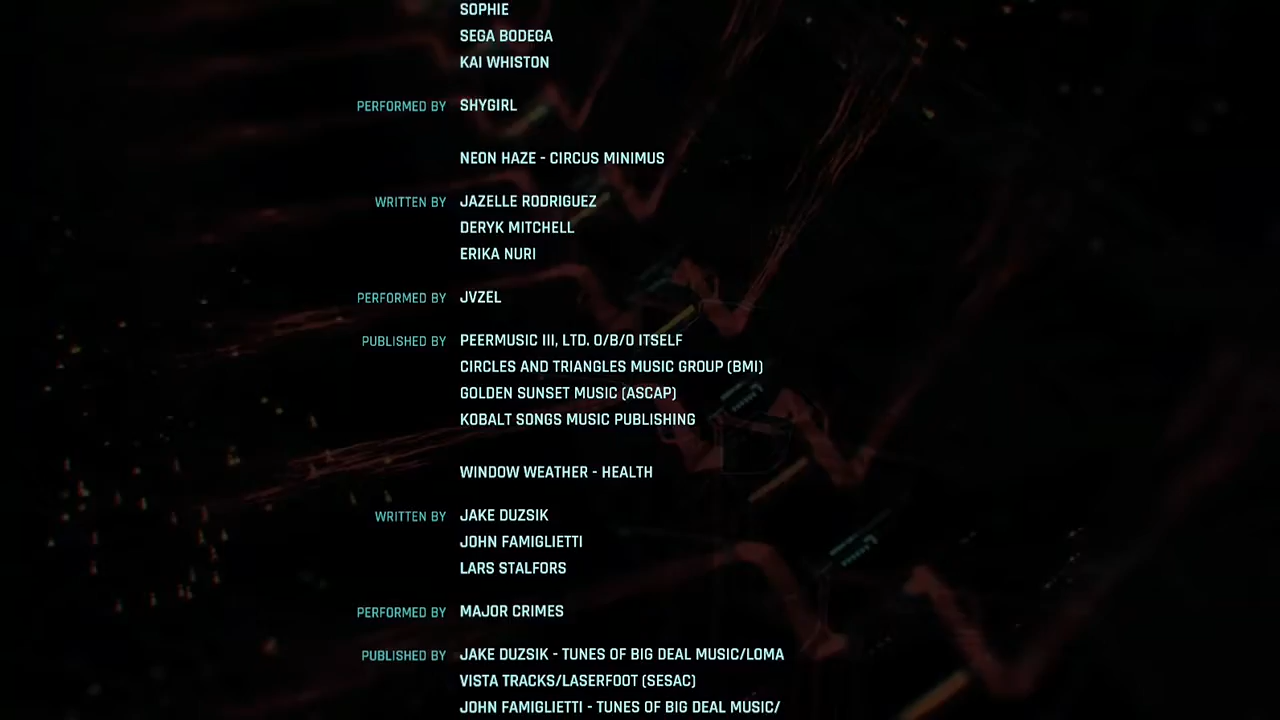 SOPHIE
SEGA BODEGA
KAI WHISTON
PERFORMED BY SHYGIRL
NEON HAZE - CIRCUS MINIMUS
WRITTEN BY JAZELLE RODRIGUEZ
DERYK MITCHELL
ERIKA NURI
PERFORMED BY JVZEL
PUBLISHED BY PEERMUSIC III, LTD. O/B/O ITSELF
CIRCLES AND TRIANGLES MUSIC GROUP (BMI)
GOLDEN SUNSET MUSIC (ASCAP)
KOBALT SONGS MUSIC PUBLISHING
WINDOW WEATHER - HEALTH
WRITTEN BY JAKE DUZSIK
JOHN FAMIGLIETTI
LARS STALFORS
PERFORMED BY MAJOR CRIMES
PUBLISHED BY JAKE DUZSIK - TUNES OF BIG DEAL MUSIC/LOMA
VISTA TRACKS/LASERFOOT (SESAC)
JOHN FAMIGLIETTI - TUNES OF BIG DEAL MUSIC/